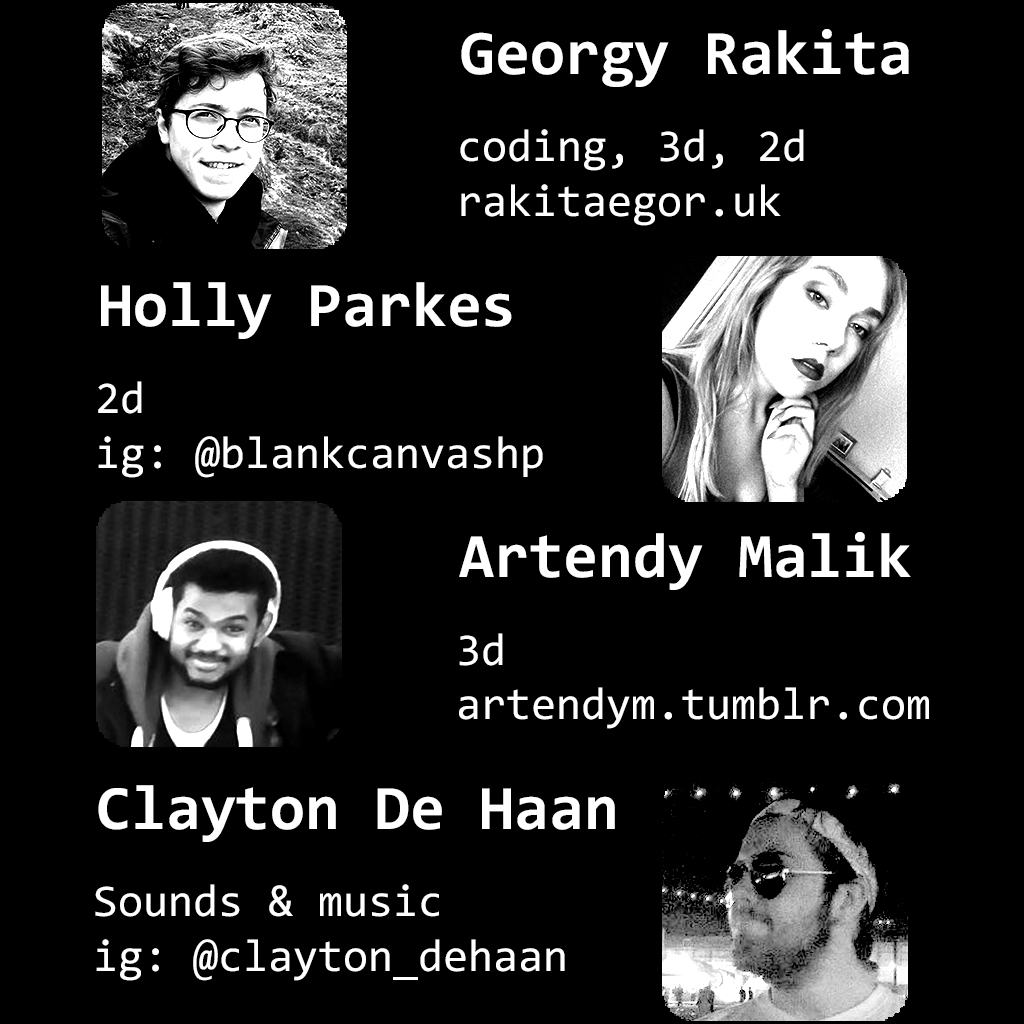 Georgy Rakita
coding, 3d, 2d
rakitaegor.uk
Holly Parkes
2d
ig: @blankcanvashp
Artendy Malik
3d
artendym.tumblr.com
Clayton De Haan
Sounds & music
ig: @clayton_dehaan